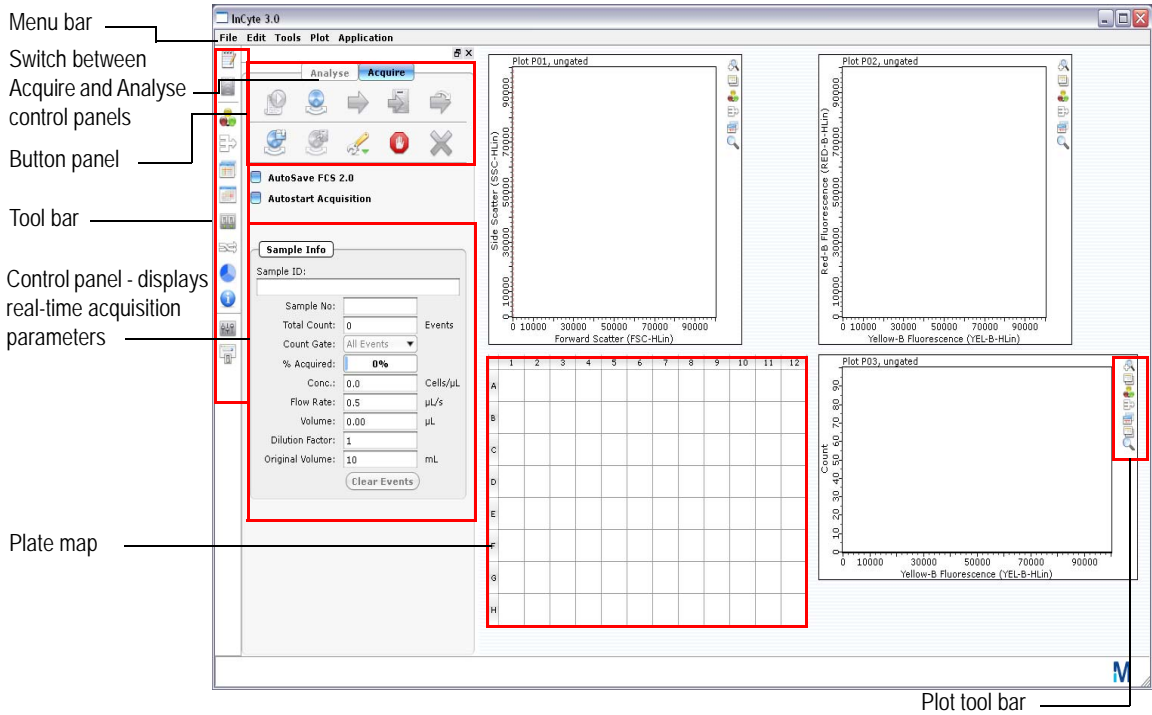 Menu bar
Switch between
Acquire and Analyse
control panels
Button panel
Tool bar
Control panel - displays
real-time acquisition
parameters
Plate map
InCyte 3.0
File Edit Tools Plot Application
Analyse Acquire
AutoSave FCS 2.0
Autostart Acquisition
Sample Info
Sample ID:
Sample No:
Total Count: 0 Events
Count Gate: All Events
% Acquired: 0%
Conc.: 0.0 Cells/µL
Flow Rate: 0.5 µL/s
Volume: 0.00 µL
Dilution Factor: 1
Original Volume: 10 mL
Clear Events
Plot P01, ungated
Side Scatter (SSC-HLin)
0 10000 30000 50000 70000 90000
0 10000 30000 50000 70000 90000
Forward Scatter (FSC-HLin)
Plot P02, ungated
Red-B Fluorescence (RED-B-HLin)
0 10000 30000 50000 70000 90000
0 10000 30000 50000 70000 90000
Yellow-B Fluorescence (YEL-B-HLin)
1 2 3 4 5 6 7 8 9 10 11 12
A
B
C
D
E
F
G
H
Plot P03, ungated
Count
0 10 20 30 40 50 60 70 80 90
0 10000 30000 50000 70000 90000
Yellow-B Fluorescence (YEL-B-HLin)
M
Plot tool bar